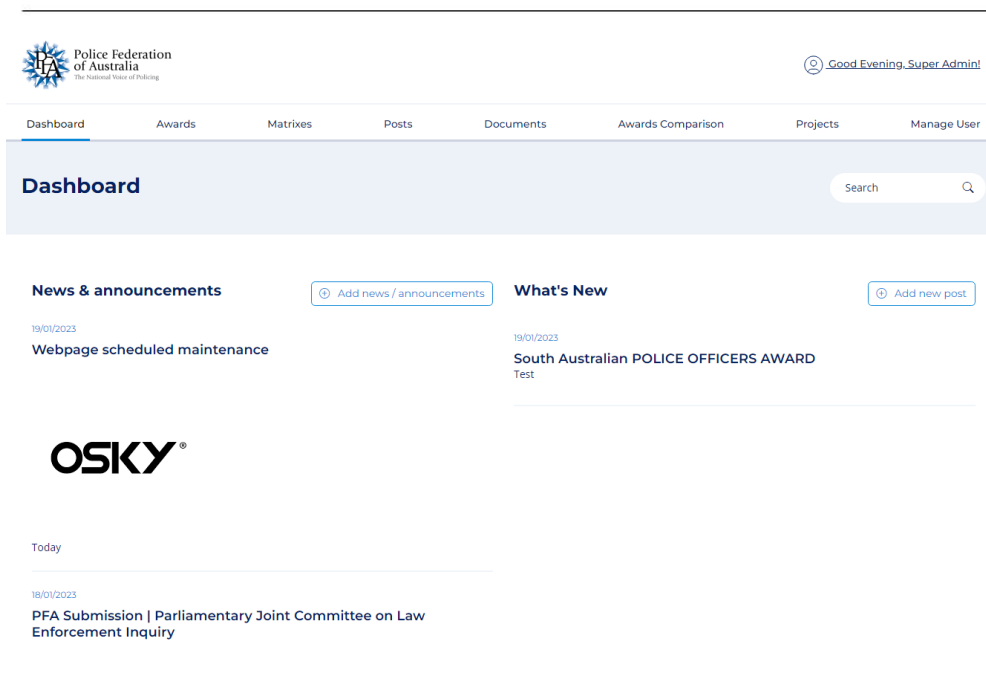 PFA
Police Federation
of Australia
The National Voice of Policing
Good Evening, Super Admin!
Dashboard
Awards
Matrixes
Posts
Documents
Awards Comparison
Projects
Manage User
Dashboard
Search
News & announcements
Add news / announcements
19/01/2023
Webpage scheduled maintenance
OSKY®
Today
18/01/2023
PFA Submission | Parliamentary Joint Committee on Law
Enforcement Inquiry
What's New
Add new post
19/01/2023
South Australian POLICE OFFICERS AWARD
Test